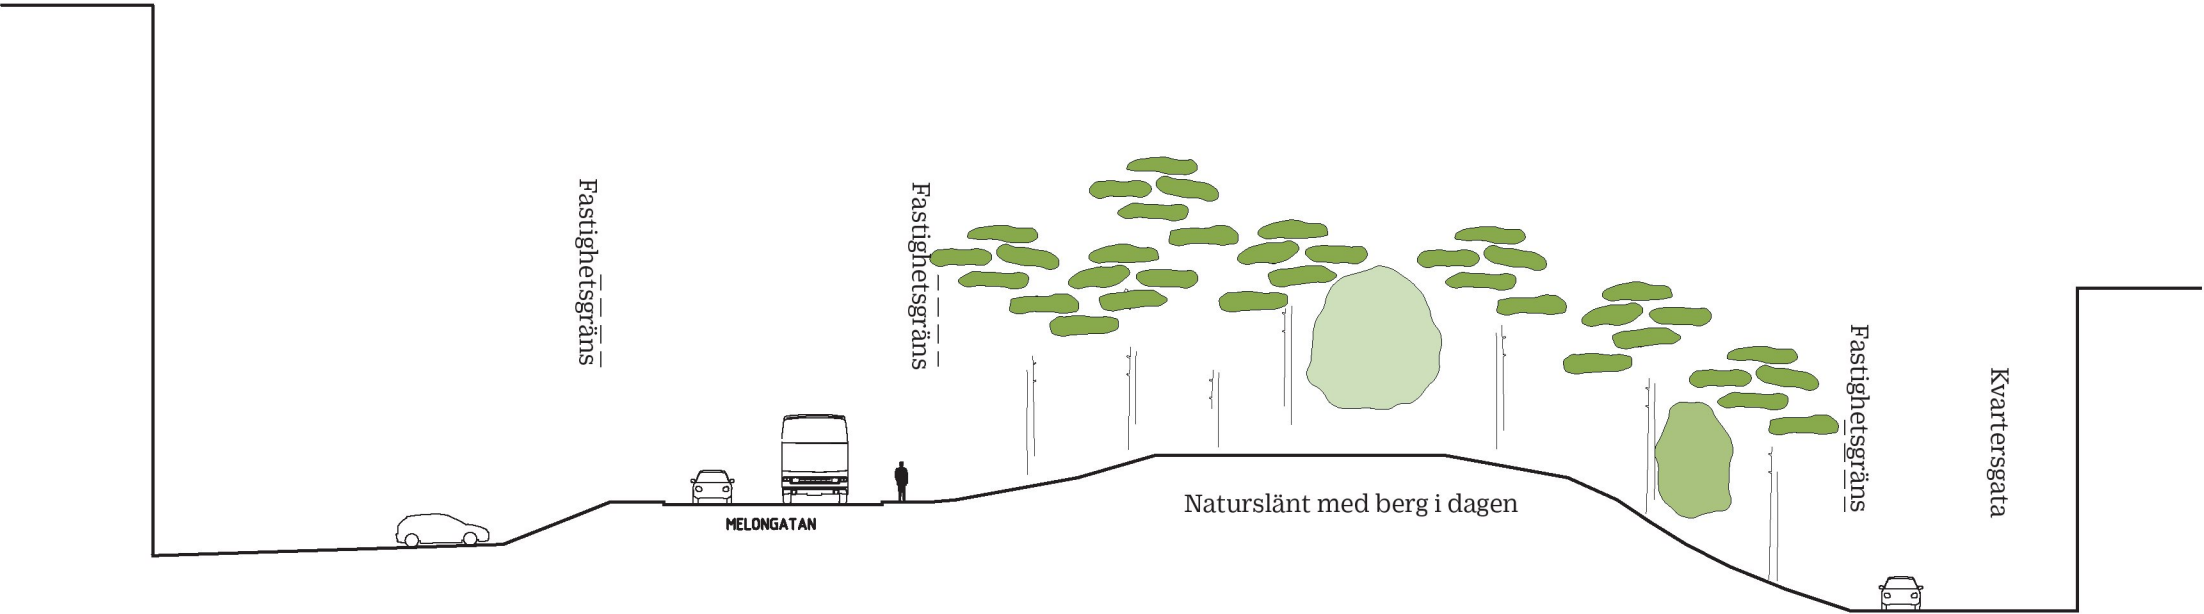 Fastighetsgräns
Fastighetsgräns
Fastighetsgräns
Kvartersgata
Naturslänt med berg i dagen
MELONGATAN